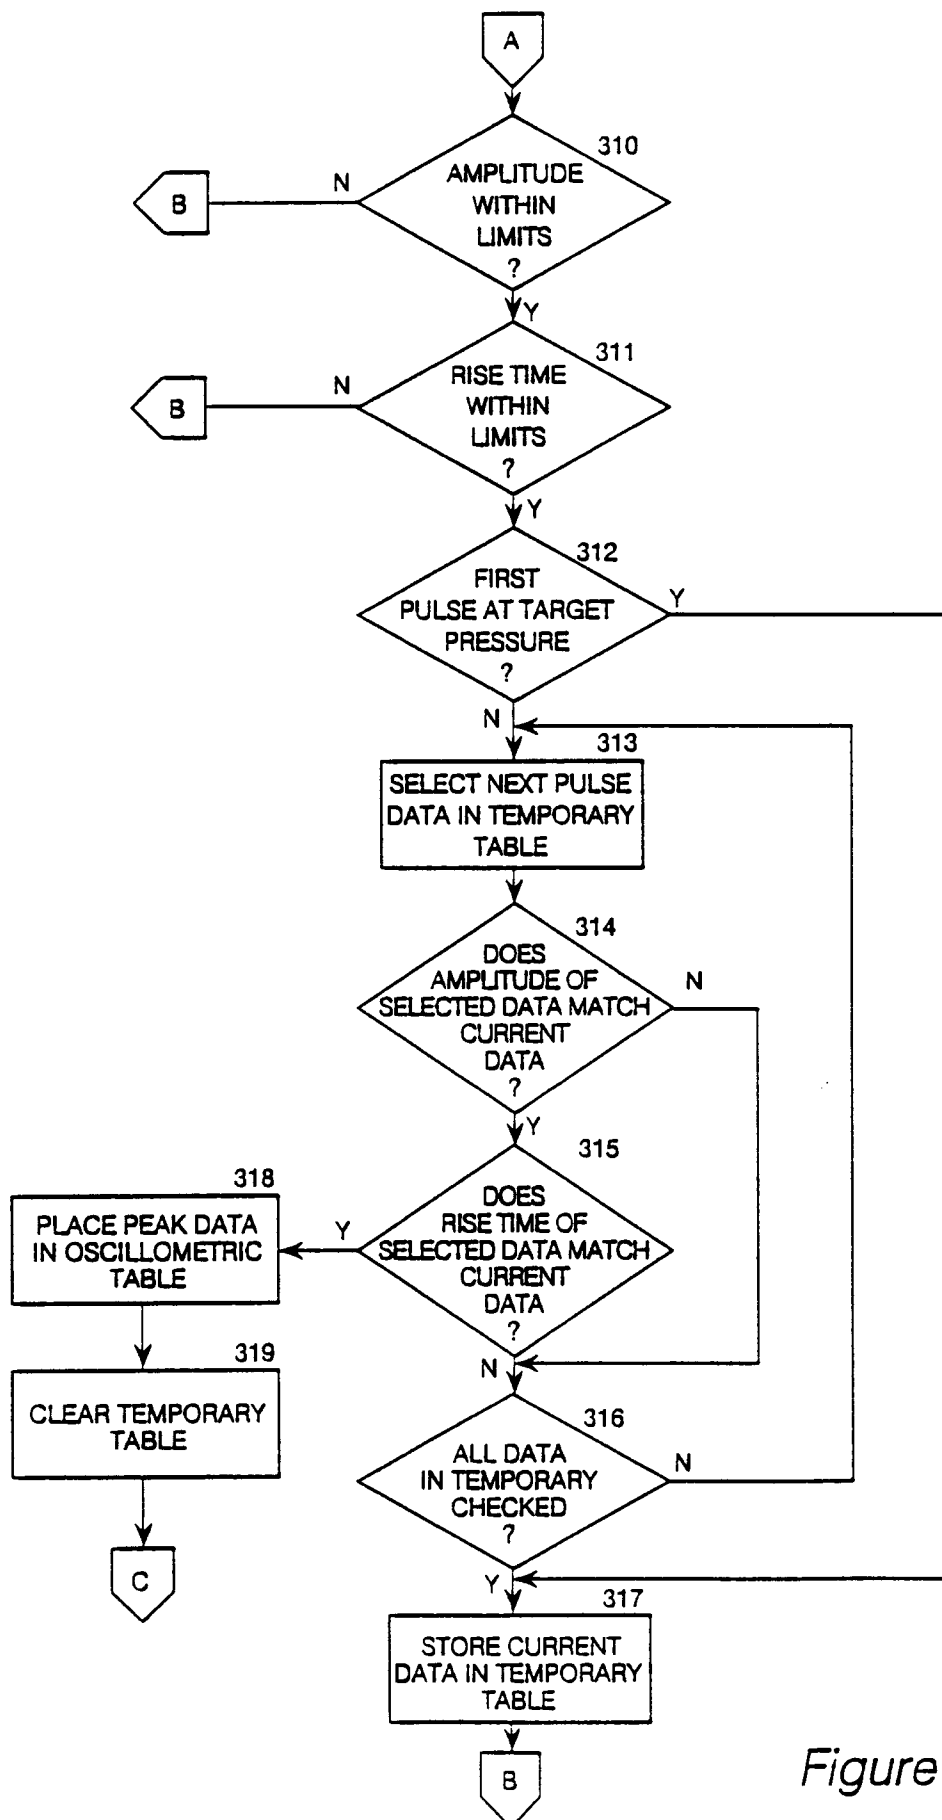 A
310
AMPLITUDE
WITHIN
LIMITS
?
N
B
Y
311
RISE TIME
WITHIN
LIMITS
?
N
B
Y
312
FIRST
PULSE AT TARGET
PRESSURE
?
Y
N
313
SELECT NEXT PULSE
DATA IN TEMPORARY
TABLE
314
DOES
AMPLITUDE OF
SELECTED DATA MATCH
CURRENT
DATA
?
N
Y
315
DOES
RISE TIME OF
SELECTED DATA MATCH
CURRENT
DATA
?
Y
318
PLACE PEAK DATA
IN OSCILLOMETRIC
TABLE
319
CLEAR TEMPORARY
TABLE
C
N
316
ALL DATA
IN TEMPORARY
CHECKED
?
N
Y
317
STORE CURRENT
DATA IN TEMPORARY
TABLE
B
Figure